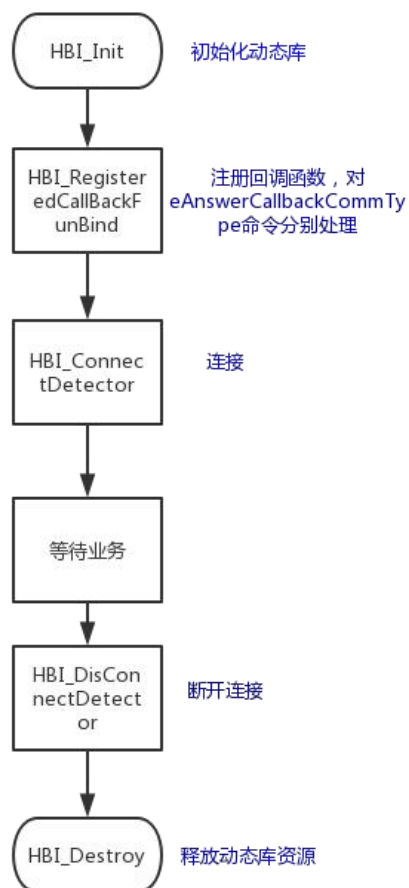 HBI_Init
初始化动态库
HBI_Register
edCallBackF
unBind
注册回调函数，对
eAnswerCallbackCommTy
pe命令分别处理
HBI_Connec
tDetector
连接
等待业务
HBI_DisCon
nectDetect
or
断开连接
HBI_Destroy
释放动态库资源